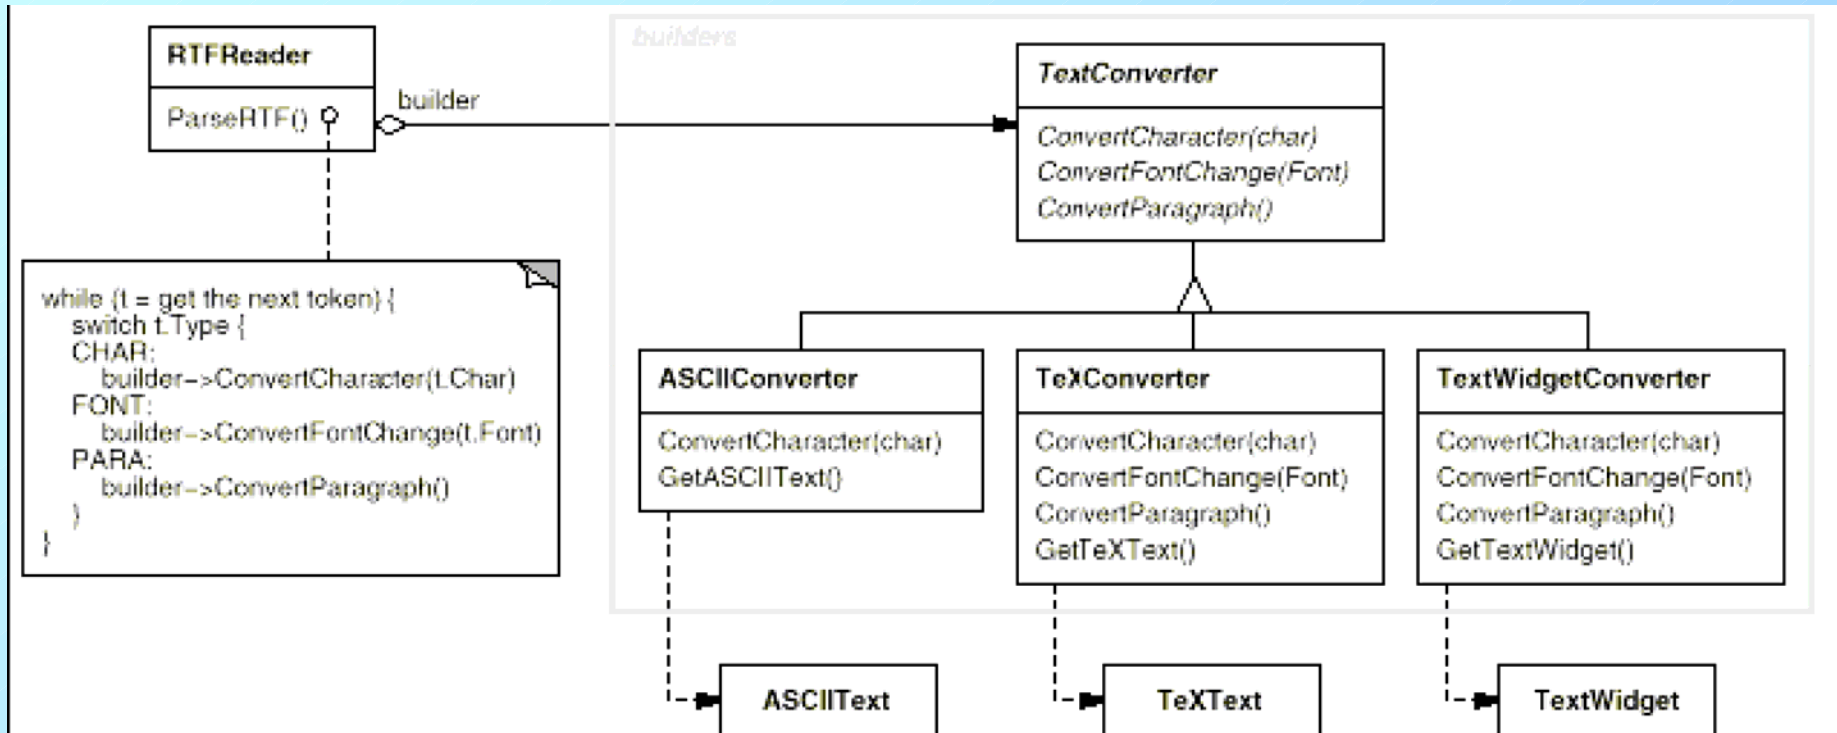 builders
RTFReader
ParseRTF()
builder
TextConverter
ConvertCharacter(char)
ConvertFontChange(Font)
ConvertParagraph()
while (t = get the next token) {
switch t.Type {
CHAR:
builder->ConvertCharacter(t.Char)
FONT:
builder->ConvertFontChange(t.Font)
PARA:
builder->ConvertParagraph()
}
}
ASCIIConverter
ConvertCharacter(char)
GetASCIIText()
TeXConverter
ConvertCharacter(char)
ConvertFontChange(Font)
ConvertParagraph()
GetTeXText()
TextWidgetConverter
ConvertCharacter(char)
ConvertFontChange(Font)
ConvertParagraph()
GetTextWidget()
ASCIIText
TeXText
TextWidget